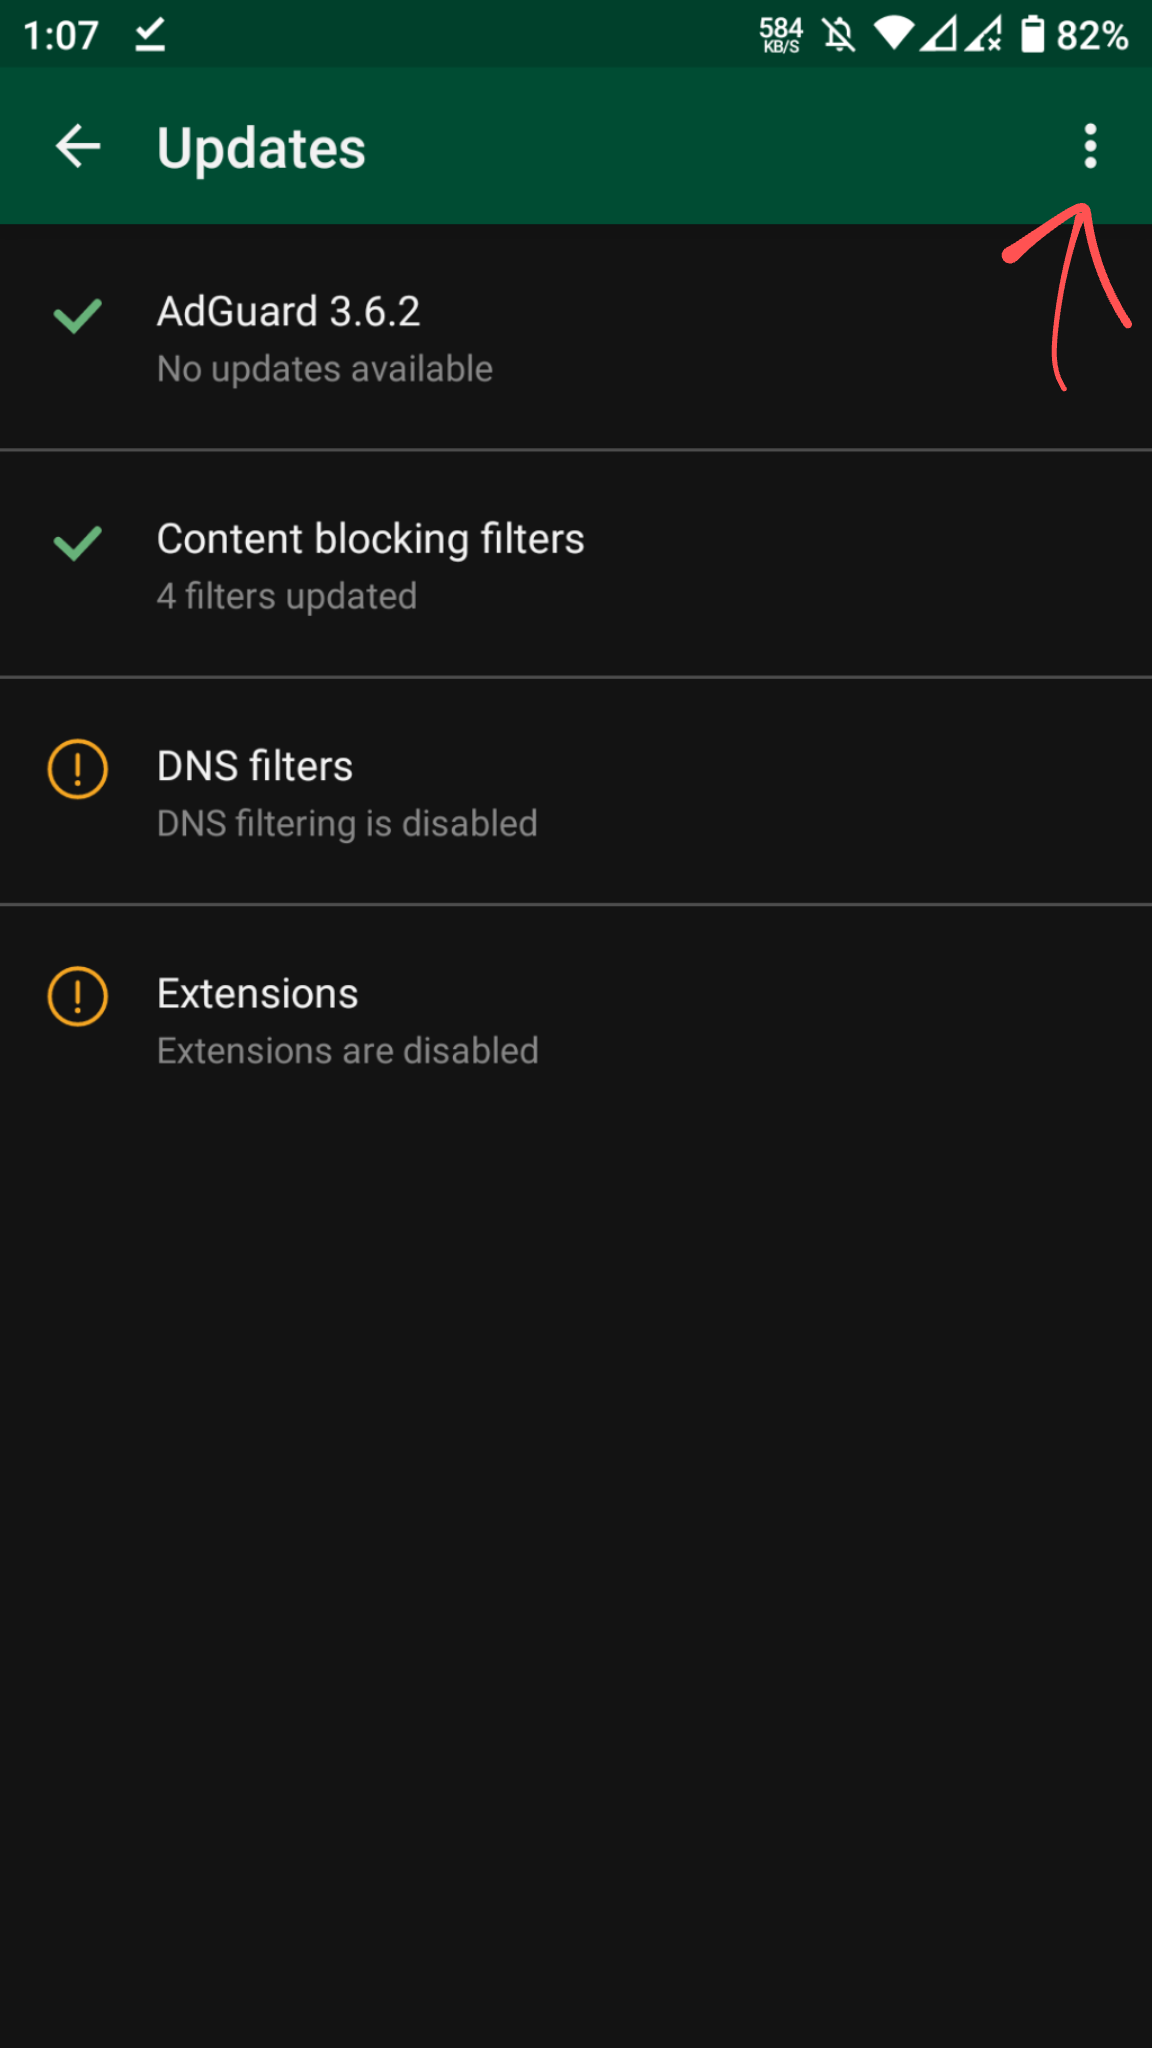 1:07 584 KB/S 82%
Updates
AdGuard 3.6.2
No updates available
Content blocking filters
4 filters updated
DNS filters
DNS filtering is disabled
Extensions
Extensions are disabled